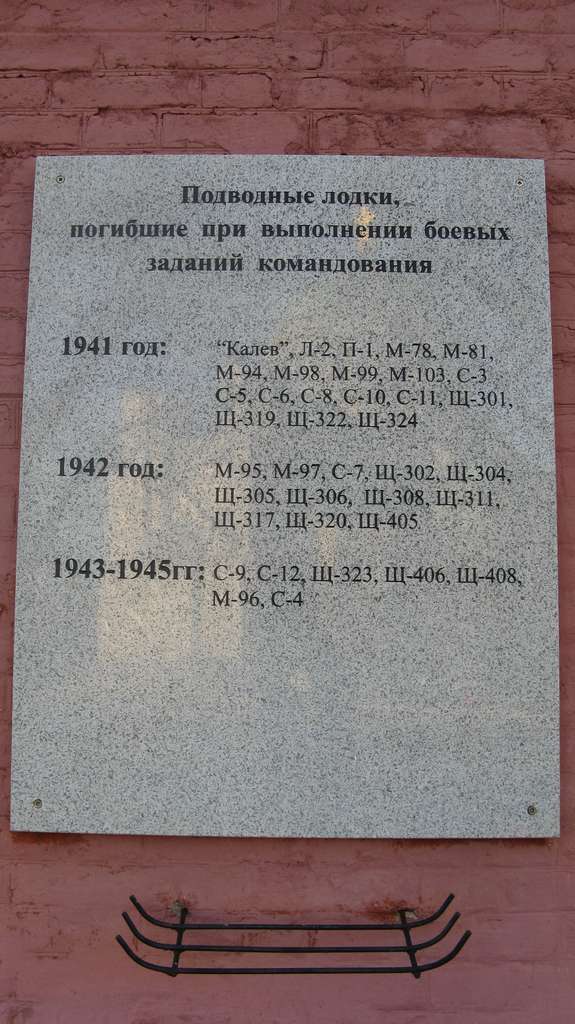 Подводные лодки,
погибшие при выполнении боевых
заданий командования
1941 год: "Калев", Л-2, П-1, М-78, М-81,
М-94, М-98, М-99, М-103, С-3
С-5, С-6, С-8, С-10, С-11, Щ-301,
Щ-319, Щ-322, Щ-324
1942 год: М-95, М-97, С-7, Щ-302, Щ-304,
Щ-305, Щ-306, Щ-308, Щ-311,
Щ-317, Щ-320, Щ-405
1943-1945гг: С-9, С-12, Щ-323, Щ-406, Щ-408,
М-96, С-4